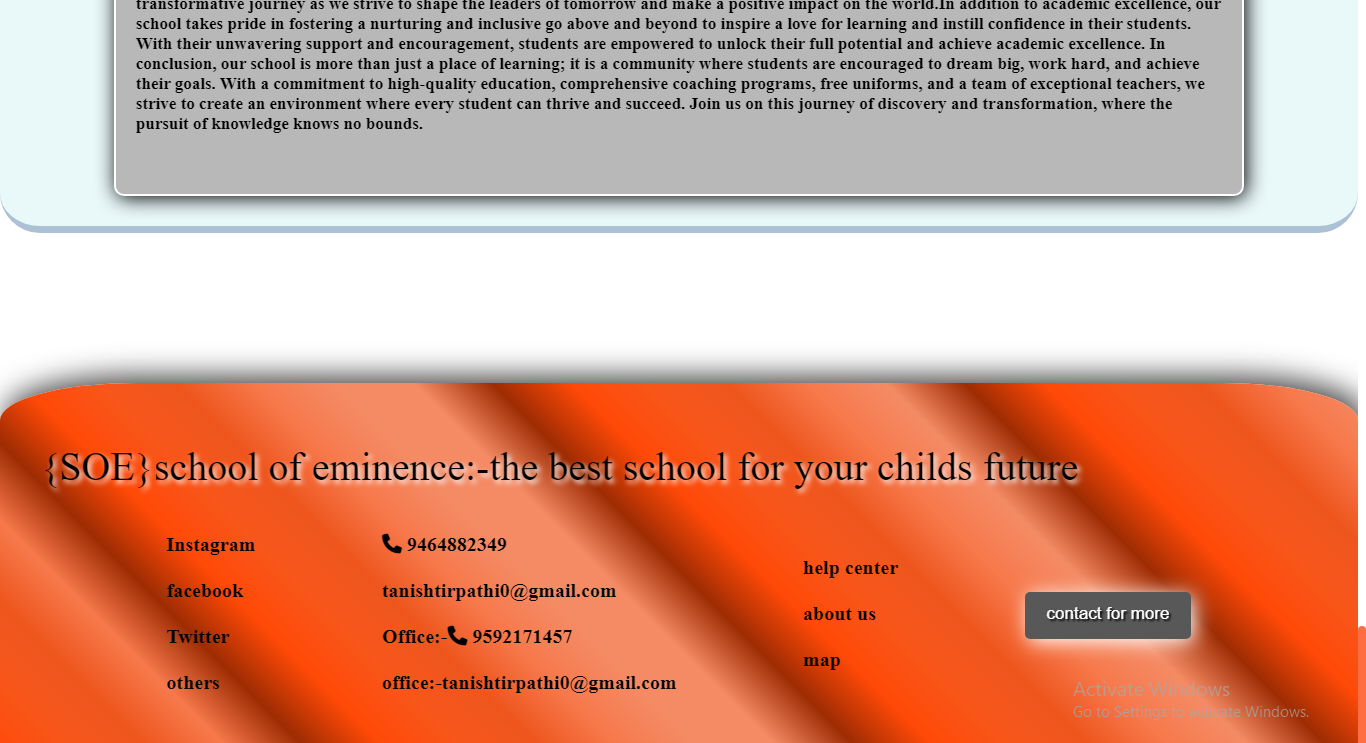 transformative journey as we strive to shape the leaders of tomorrow and make a positive impact on the world.In addition to academic excellence, our
school takes pride in fostering a nurturing and inclusive go above and beyond to inspire a love for learning and instill confidence in their students.
With their unwavering support and encouragement, students are empowered to unlock their full potential and achieve academic excellence. In
conclusion, our school is more than just a place of learning; it is a community where students are encouraged to dream big, work hard, and achieve
their goals. With a commitment to high-quality education, comprehensive coaching programs, free uniforms, and a team of exceptional teachers, we
strive to create an environment where every student can thrive and succeed. Join us on this journey of discovery and transformation, where the
pursuit of knowledge knows no bounds.
{SOE}school of eminence:-the best school for your childs future
Instagram
facebook
Twitter
others
9464882349
tanishtirpathi0@gmail.com
Office:-9592171457
office:-tanishtirpathi0@gmail.com
help center
about us
map
contact for more
Activate Windows
Go to Settings to activate Windows.